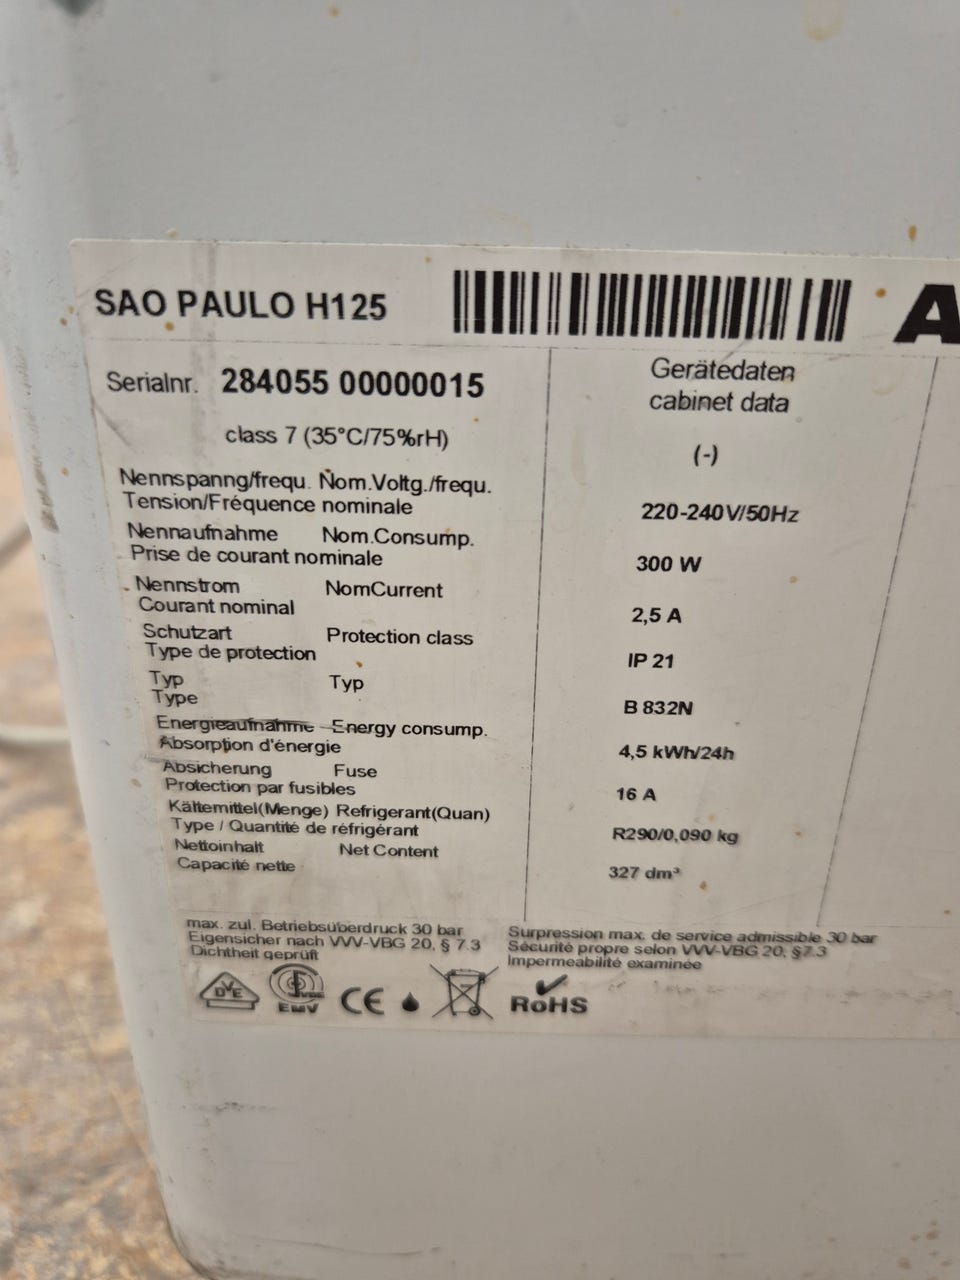 SAO PAULO H125
A
Serialnr. 284055 00000015
class 7 (35°C/75%rH)
Gerätedaten
cabinet data
(-)
Nennspanng/frequ. Nom.Voltg./frequ.
Tension/Fréquence nominale
220-240V/50Hz
Nennaufnahme Nom.Consump.
Prise de courant nominale
300 W
Nennstrom NomCurrent
Courant nominal
2,5 A
Schutzart Protection class
Type de protection
IP 21
Typ Typ
Type
B 832N
Energieaufnahme Energy consump.
Absorption d'énergie
4,5 kWh/24h
Absicherung Fuse
Protection par fusibles
16 A
Kältemittel(Menge) Refrigerant(Quan)
Type / Quantité de réfrigérant
R290/0,090 kg
Nettoinhalt Net Content
Capacité nette
327 dm³
max. zul. Betriebsüberdruck 30 bar
Eigensicher nach VVV-VBG 20, § 7.3
Dichtheit geprüft
Surpression max. de service admissible 30 bar
Sécurité propre selon VVV-VBG 20, §7.3
Impermeabilité examinée
DVE
VDE
EMV
CE
RoHS